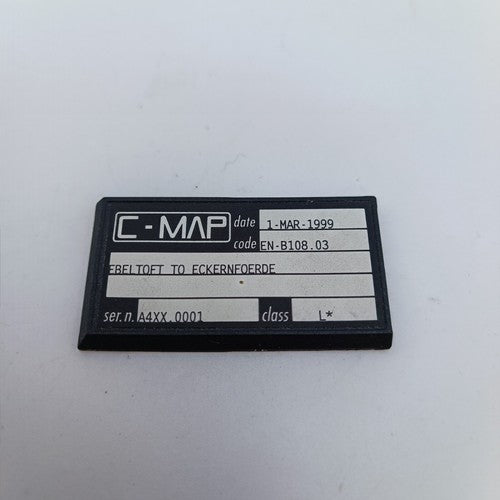 C-MAP date 1-MAR-1999
code EN-B108.03
EBELTOFT TO ECKERNFOERDE
ser.n. A4XX.0001 class L*